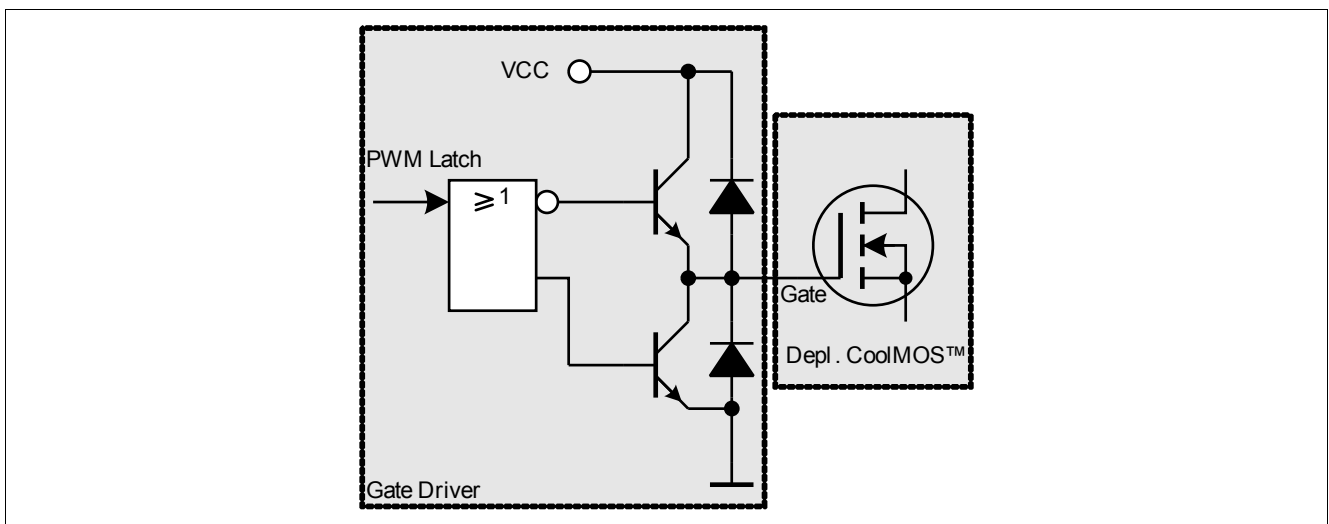 VCC
PWM Latch
≥1
Gate
Depl. CoolMOS™
Gate Driver